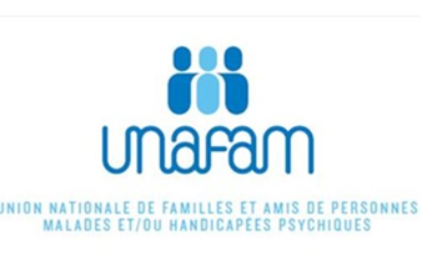 unafam
UNION NATIONALE DE FAMILLES ET AMIS DE PERSONNES
MALADES ET/OU HANDICAPÉES PSYCHIQUES